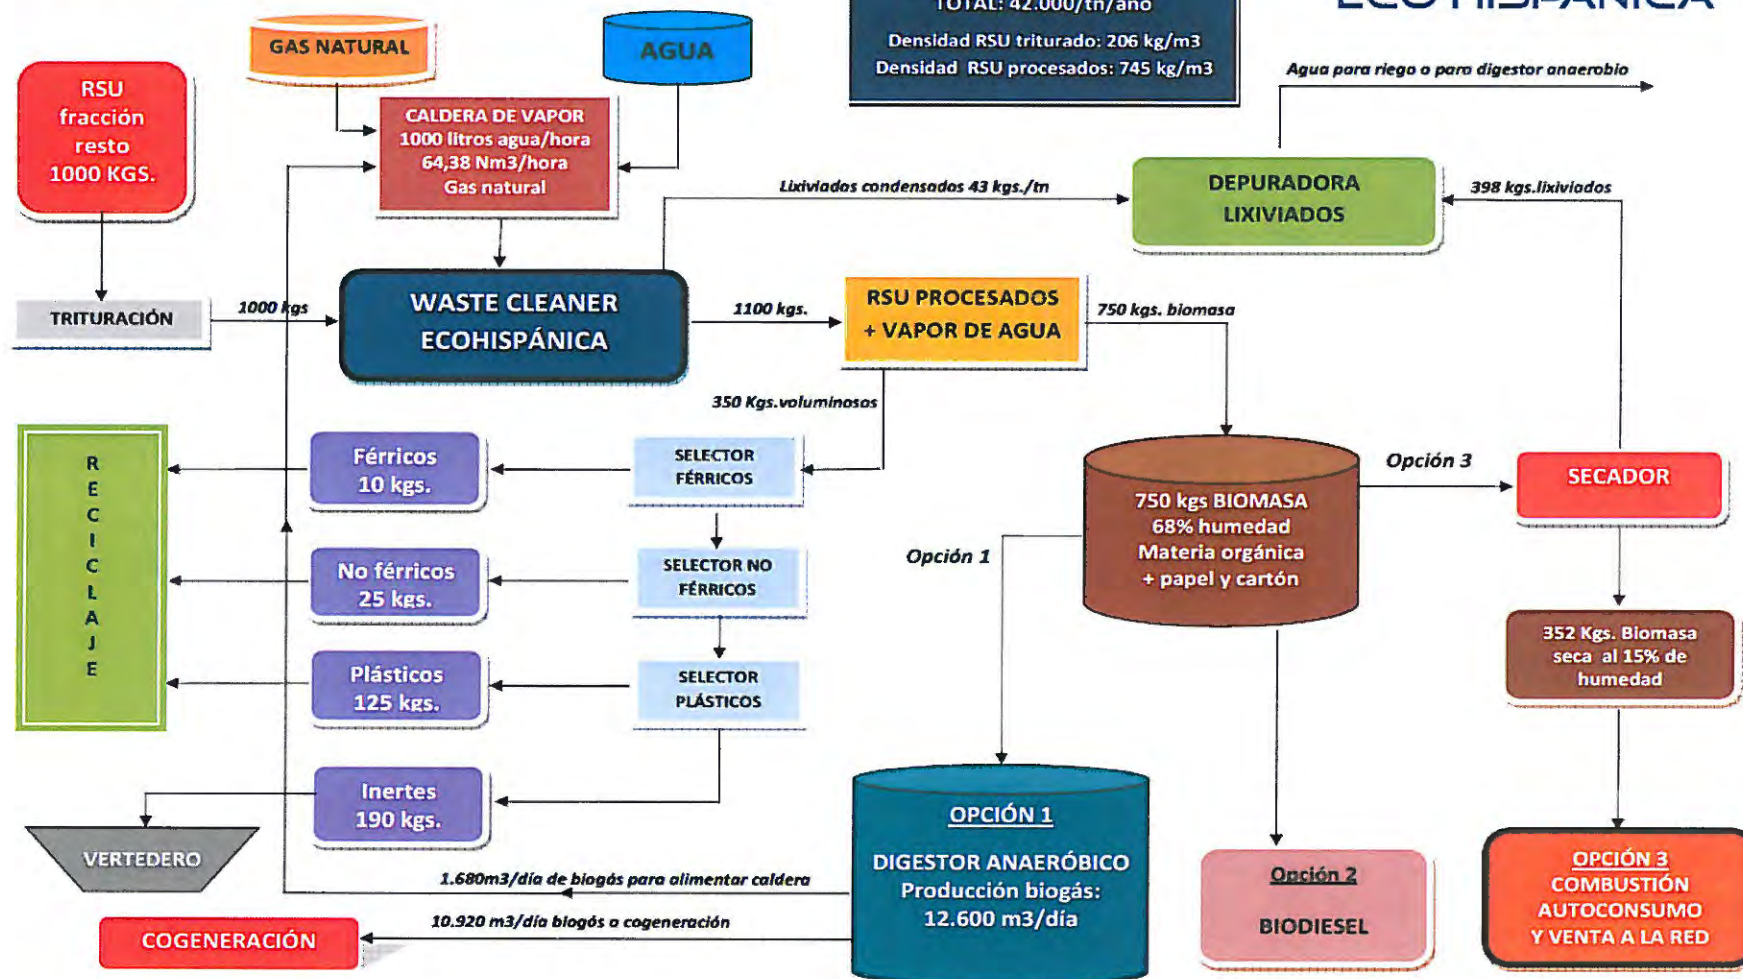 TOTAL: 42.000/tn/año
Densidad RSU triturado: 206 kg/m3
Densidad RSU procesados: 745 kg/m3
ECO HISPÁNICA
GAS NATURAL
AGUA
RSU
fracción
resto
1000 KGS.
CALDERA DE VAPOR
1000 litros agua/hora
64,38 Nm3/hora
Gas natural
Agua para riego o para digestor anaerobio
Lixiviados condensados 43 kgs./tn
DEPURADORA
LIXIVIADOS
398 kgs.lixiviados
TRITURACIÓN
1000 kgs
WASTE CLEANER
ECOHISPÁNICA
1100 kgs.
RSU PROCESADOS
+ VAPOR DE AGUA
750 kgs. biomasa
350 Kgs.voluminosos
RECICLAJE
Férricos
10 kgs.
SELECTOR
FÉRRICOS
No férricos
25 kgs.
SELECTOR NO
FÉRRICOS
Plásticos
125 kgs.
SELECTOR
PLÁSTICOS
Inertes
190 kgs.
VERTEDERO
750 kgs BIOMASA
68% humedad
Materia orgánica
+ papel y cartón
Opción 1
Opción 3
SECADOR
352 Kgs. Biomasa
seca al 15% de
humedad
OPCIÓN 1
DIGESTOR ANAERÓBICO
Producción biogás:
12.600 m3/día
1.680m3/día de biogás para alimentar caldera
10.920 m3/día biogás a cogeneración
COGENERACIÓN
Opción 2
BIODIESEL
OPCIÓN 3
COMBUSTIÓN
AUTOCONSUMO
Y VENTA A LA RED